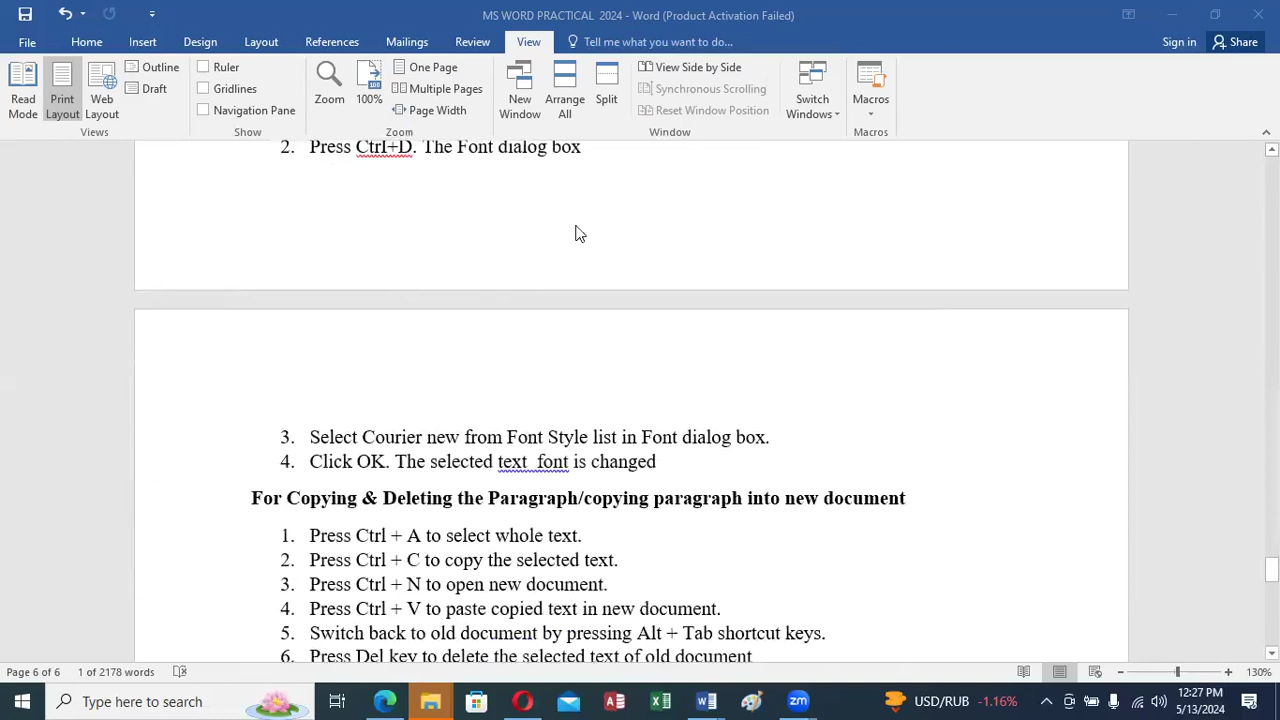 MS WORD PRACTICAL 2024 - Word (Product Activation Failed)
File Home Insert Design Layout References Mailings Review View Tell me what you want to do... Sign in Share
Read Mode
Print Layout
Web Layout
Outline
Draft
Views
Ruler
Gridlines
Navigation Pane
Show
Zoom
100
100%
One Page
Multiple Pages
Page Width
Zoom
New Window
Arrange All
Split
View Side by Side
Synchronous Scrolling
Reset Window Position
Window
Switch Windows
Macros
Macros
2. Press Ctrl+D. The Font dialog box
3. Select Courier new from Font Style list in Font dialog box.
4. Click OK. The selected text font is changed
For Copying & Deleting the Paragraph/copying paragraph into new document
1. Press Ctrl + A to select whole text.
2. Press Ctrl + C to copy the selected text.
3. Press Ctrl + N to open new document.
4. Press Ctrl + V to paste copied text in new document.
5. Switch back to old document by pressing Alt + Tab shortcut keys.
6. Press Del key to delete the selected text of old document
Page 6 of 6 1 of 2178 words 130%
Type here to search
USD/RUB -1.16%
12:27 PM
5/13/2024